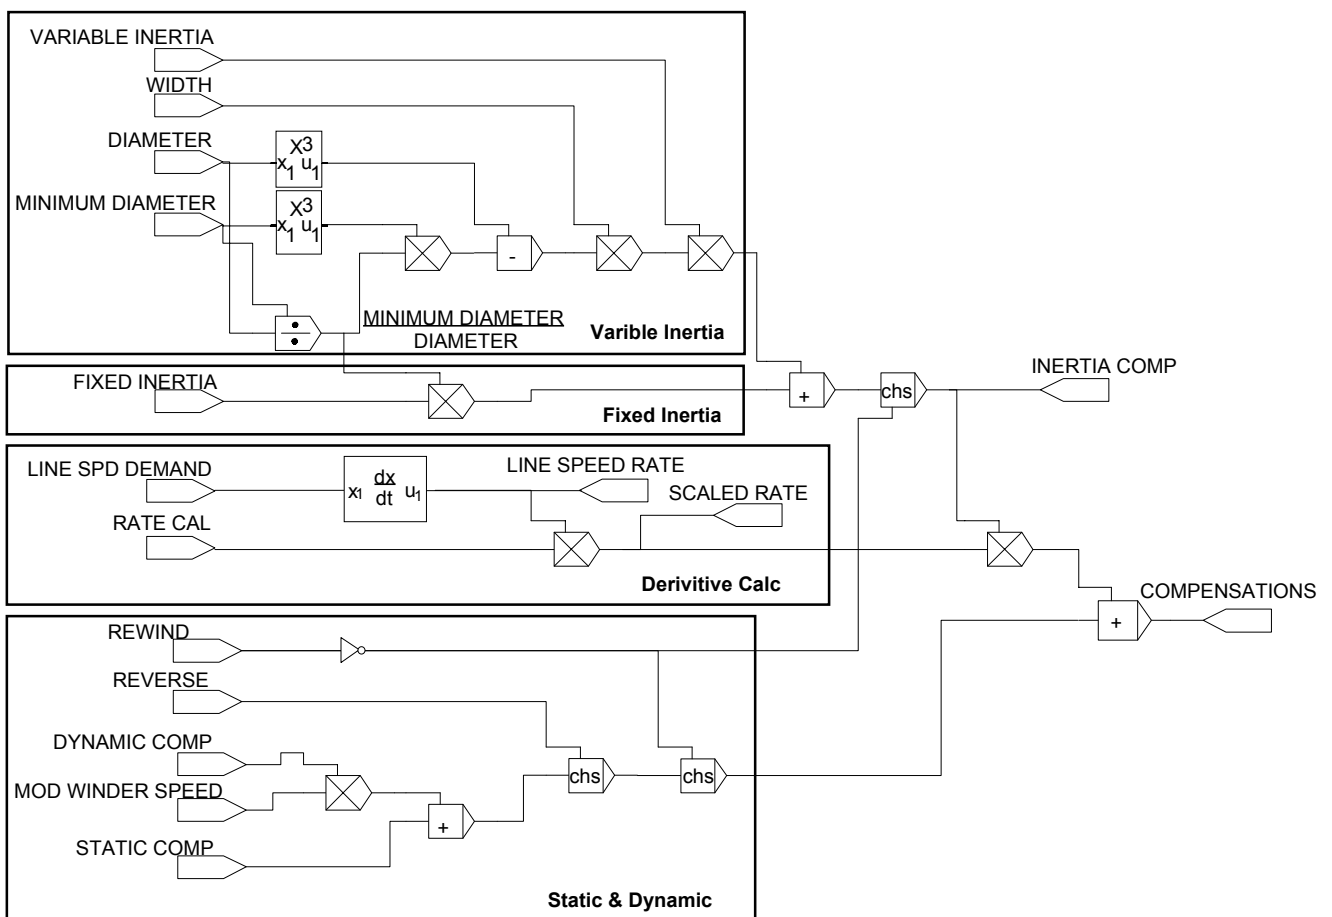 VARIABLE INERTIA
WIDTH
DIAMETER
X3
x1 u1
MINIMUM DIAMETER
X3
x1 u1
-
MINIMUM DIAMETER
DIAMETER
Varible Inertia
FIXED INERTIA
Fixed Inertia
+
chs
INERTIA COMP
LINE SPD DEMAND
x1 dx/dt u1
LINE SPEED RATE
SCALED RATE
RATE CAL
Derivitive Calc
+
COMPENSATIONS
REWIND
REVERSE
DYNAMIC COMP
MOD WINDER SPEED
chs
chs
+
STATIC COMP
Static & Dynamic